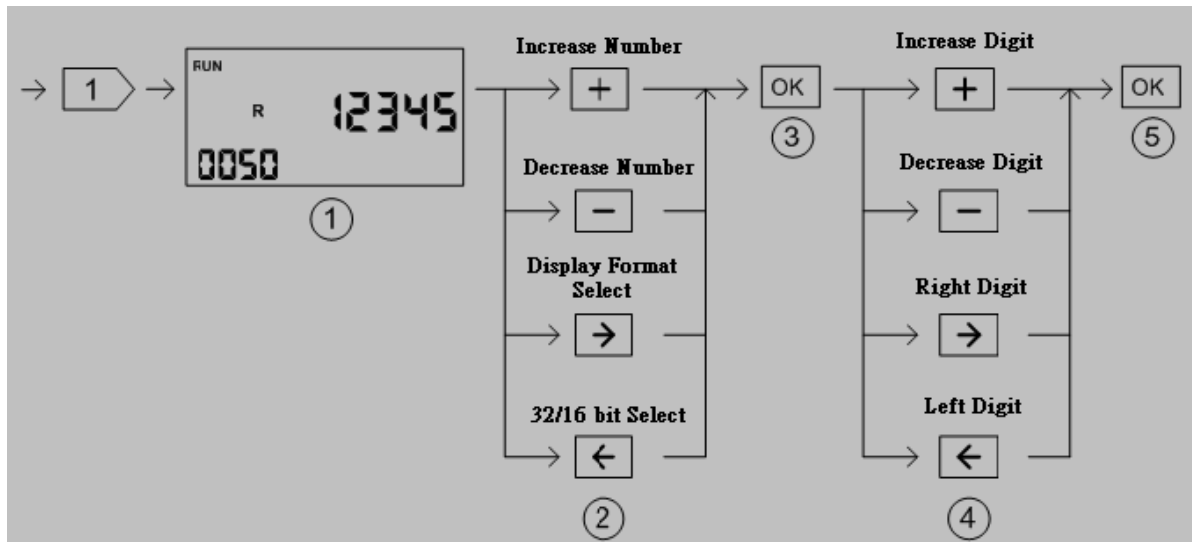 1
RUN
R
12345
0050
①
Increase Number
+
Decrease Number
−
Display Format
Select
→
32/16 bit Select
←
②
OK
③
Increase Digit
+
Decrease Digit
−
Right Digit
→
Left Digit
←
④
OK
⑤